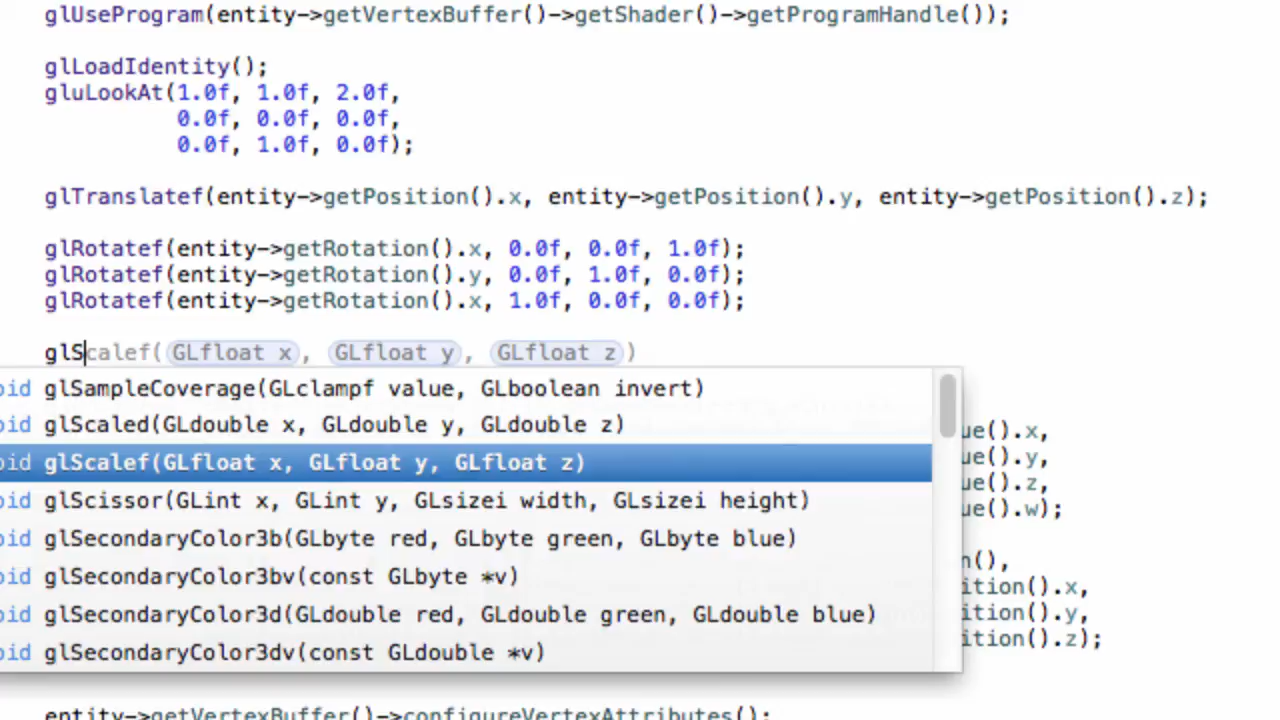 glUseProgram(entity->getVertexBuffer()->getShader()->getProgramHandle());
glLoadIdentity();
gluLookAt(1.0f, 1.0f, 2.0f,
0.0f, 0.0f, 0.0f,
0.0f, 1.0f, 0.0f);
glTranslatef(entity->getPosition().x, entity->getPosition().y, entity->getPosition().z);
glRotatef(entity->getRotation().x, 0.0f, 0.0f, 1.0f);
glRotatef(entity->getRotation().y, 0.0f, 1.0f, 0.0f);
glRotatef(entity->getRotation().x, 1.0f, 0.0f, 0.0f);
glScalef(GLfloat x, GLfloat y, GLfloat z)
oid glSampleCoverage(GLclampf value, GLboolean invert)
oid glScaled(GLdouble x, GLdouble y, GLdouble z)
ue().x,
ue().y,
oid glScalef(GLfloat x, GLfloat y, GLfloat z)
ue().z,
oid glScissor(GLint x, GLint y, GLsizei width, GLsizei height)
ue().w);
oid glSecondaryColor3b(GLbyte red, GLbyte green, GLbyte blue)
n(),
oid glSecondaryColor3bv(const GLbyte *v)
ition().x,
oid glSecondaryColor3d(GLdouble red, GLdouble green, GLdouble blue)
ition().y,
ition().z);
oid glSecondaryColor3dv(const GLdouble *v)
entity->getVertexBuffer()->configureVertexAttributes();